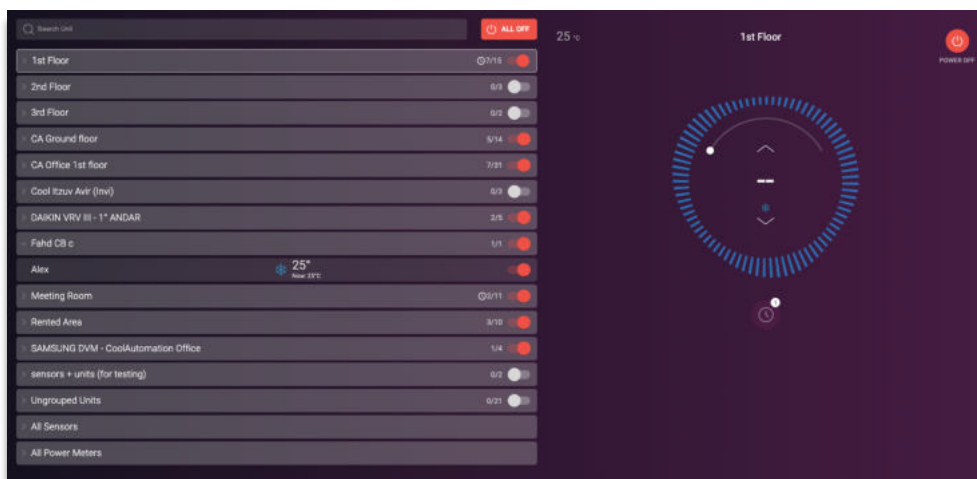 Search Unit
ALL OFF
1st Floor 7/15
2nd Floor 0/3
3rd Floor 0/2
CA Ground floor 5/14
CA Office 1st floor 7/31
Cool Itzuv Avir (Invi) 0/3
DAIKIN VRV III - 1° ANDAR 2/5
Fahd CB c 1/1
Alex 25°
Now: 23°C
Meeting Room /11
Rented Area 3/10
SAMSUNG DVM - CoolAutomation Office 1/4
sensors + units (for testing) 0/2
Ungrouped Units 0/21
All Sensors
All Power Meters
25 °C
1st Floor
POWER OFF
--